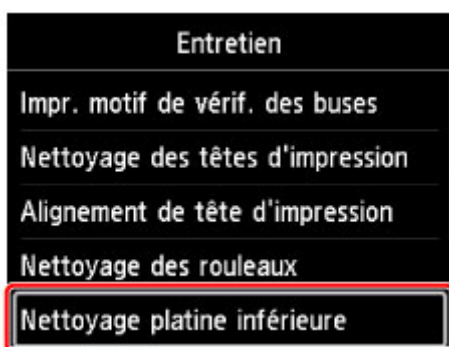 Entretien
Impr. motif de vérif. des buses
Nettoyage des têtes d'impression
Alignement de tête d'impression
Nettoyage des rouleaux
Nettoyage platine inférieure